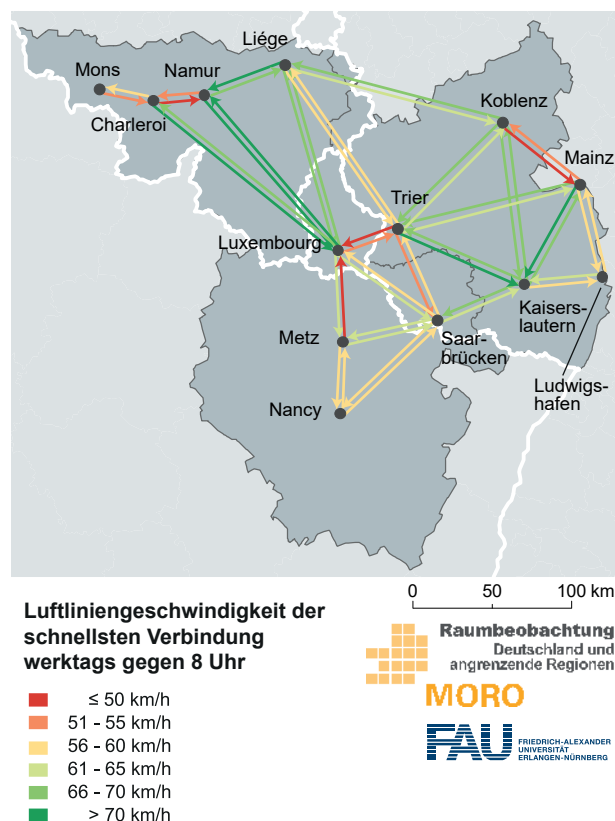 Liége
Mons
Namur
Charleroi
Koblenz
Mainz
Trier
Luxembourg
Metz
Saar-
brücken
Kaisers-
lautern
Nancy
Ludwigs-
hafen
0 50 100 km
Luftliniengeschwindigkeit der
schnellsten Verbindung
werktags gegen 8 Uhr
≤ 50 km/h
51 - 55 km/h
56 - 60 km/h
61 - 65 km/h
66 - 70 km/h
> 70 km/h
Raumbeobachtung
Deutschland und
angrenzende Regionen
MORO
FAU
FRIEDRICH-ALEXANDER
UNIVERSITÄT
ERLANGEN-NÜRNBERG